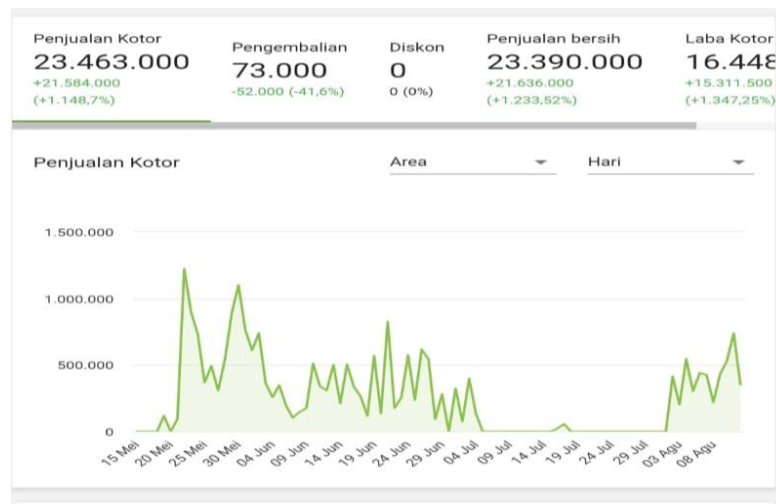 Penjualan Kotor
23.463.000
+21.584.000
(+1.148,7%)
Pengembalian
73.000
-52.000 (-41,6%)
Diskon
0
0 (0%)
Penjualan bersih
23.390.000
+21.636.000
(+1.233,52%)
Laba Kotor
16.448
+15.311.500
(+1.347,25%)
Penjualan Kotor
Area
Hari
1.500.000
1.000.000
500.000
0
15 Mei
20 Mei
25 Mei
30 Mei
04 Jun
09 Jun
14 Jun
19 Jun
24 Jun
29 Jun
04 Jul
09 Jul
14 Jul
19 Jul
24 Jul
29 Jul
03 Agu
08 Agu